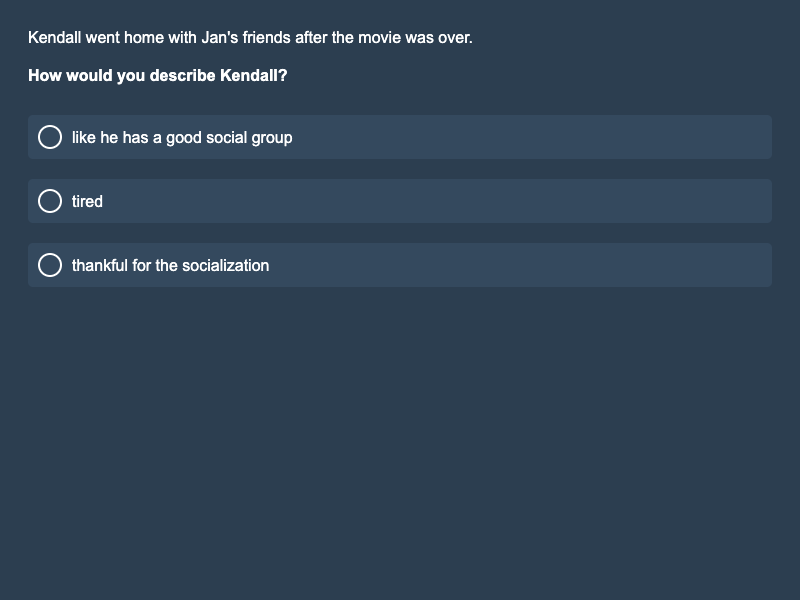 Kendall went home with Jan's friends after the movie was over.
How would you describe Kendall?
like he has a good social group
tired
thankful for the socialization